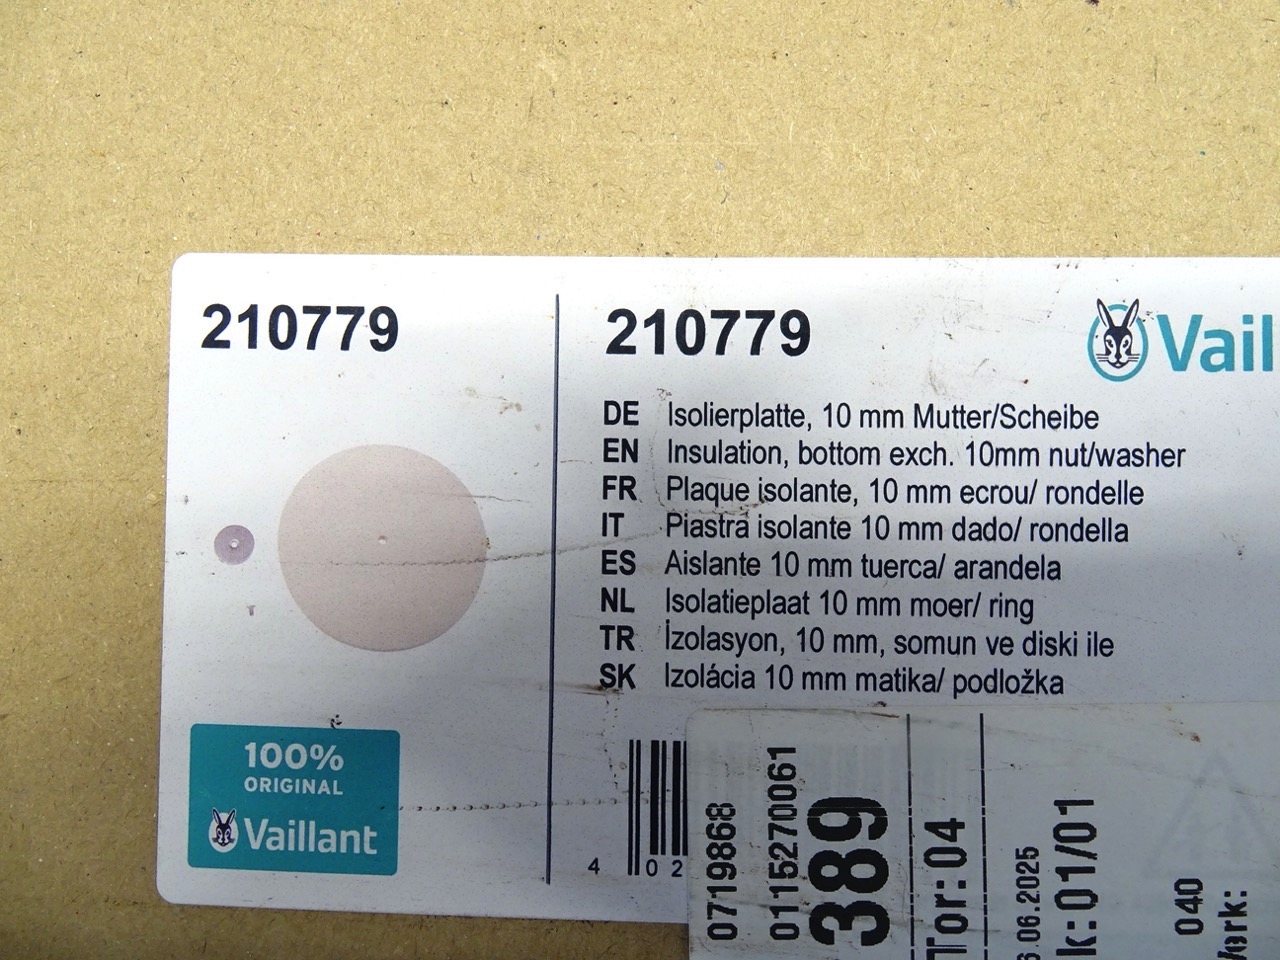 210779
210779
Vail
DE Isolierplatte, 10 mm Mutter/Scheibe
EN Insulation, bottom exch. 10mm nut/washer
FR Plaque isolante, 10 mm ecrou/ rondelle
IT Piastra isolante 10 mm dado/ rondella
ES Aislante 10 mm tuerca/ arandela
NL Isolatieplaat 10 mm moer/ ring
TR İzolasyon, 10 mm, somun ve diski ile
SK Izolácia 10 mm matika/ podložka
100%
ORIGINAL
Vaillant
4 02
0719868
0115270061
389
Tor:04
6.06.2025
k:01/01
040